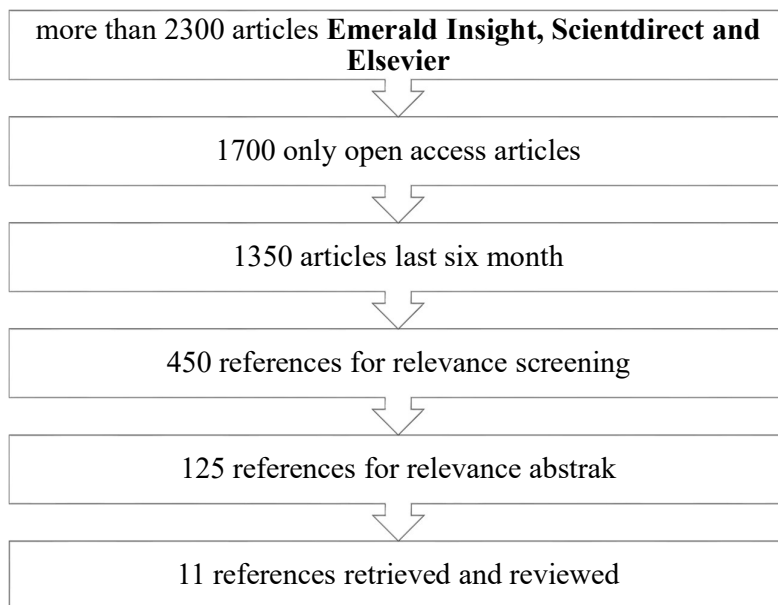 more than 2300 articles Emerald Insight, Scientdirect and
Elsevier
1700 only open access articles
1350 articles last six month
450 references for relevance screening
125 references for relevance abstrak
11 references retrieved and reviewed